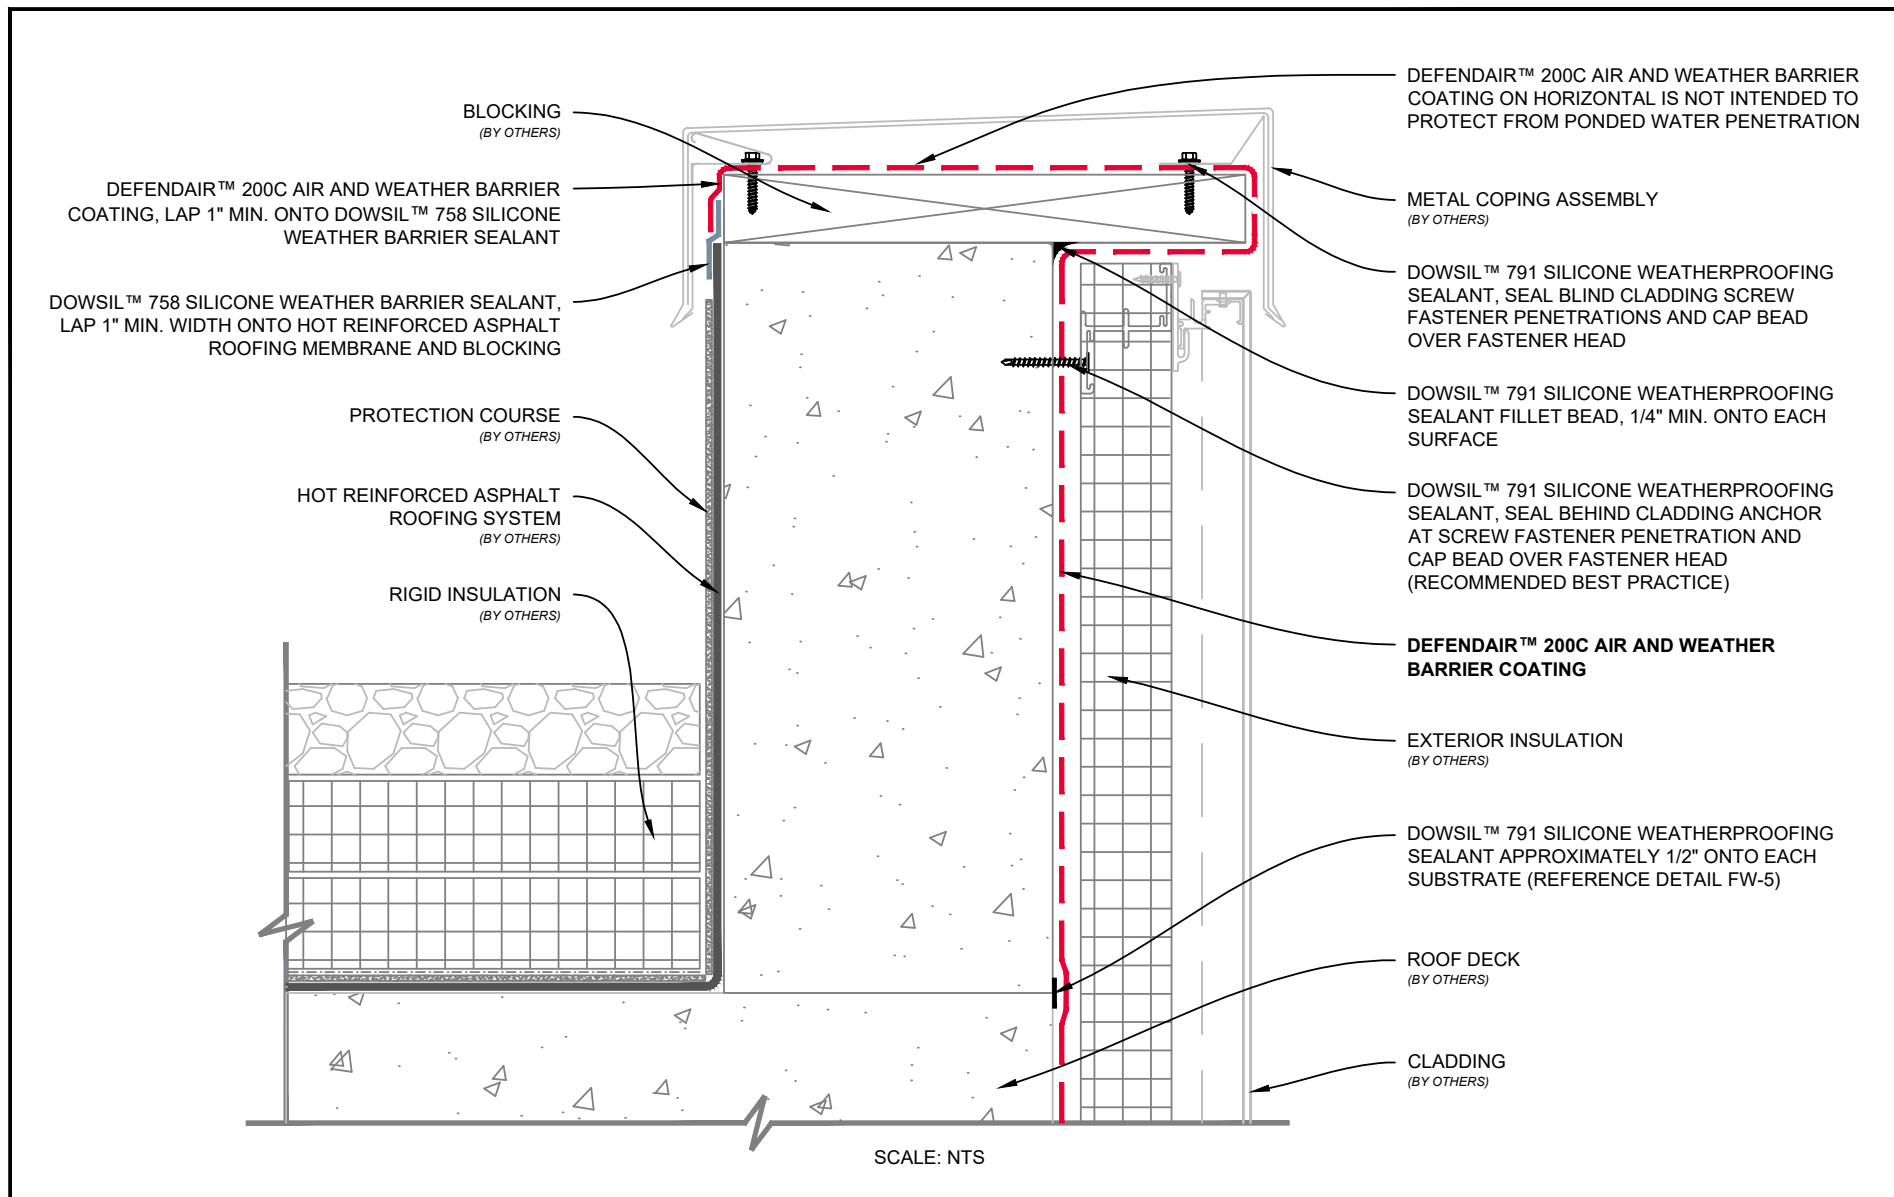 BLOCKING
(BY OTHERS)
DEFENDAIR™ 200C AIR AND WEATHER BARRIER
COATING, LAP 1" MIN. ONTO DOWSIL™ 758 SILICONE
WEATHER BARRIER SEALANT
DOWSIL™ 758 SILICONE WEATHER BARRIER SEALANT,
LAP 1" MIN. WIDTH ONTO HOT REINFORCED ASPHALT
ROOFING MEMBRANE AND BLOCKING
PROTECTION COURSE
(BY OTHERS)
HOT REINFORCED ASPHALT
ROOFING SYSTEM
(BY OTHERS)
RIGID INSULATION
(BY OTHERS)
DEFENDAIR™ 200C AIR AND WEATHER BARRIER
COATING ON HORIZONTAL IS NOT INTENDED TO
PROTECT FROM PONDED WATER PENETRATION
METAL COPING ASSEMBLY
(BY OTHERS)
DOWSIL™ 791 SILICONE WEATHERPROOFING
SEALANT, SEAL BLIND CLADDING SCREW
FASTENER PENETRATIONS AND CAP BEAD
OVER FASTENER HEAD
DOWSIL™ 791 SILICONE WEATHERPROOFING
SEALANT FILLET BEAD, 1/4" MIN. ONTO EACH
SURFACE
DOWSIL™ 791 SILICONE WEATHERPROOFING
SEALANT, SEAL BEHIND CLADDING ANCHOR
AT SCREW FASTENER PENETRATION AND
CAP BEAD OVER FASTENER HEAD
(RECOMMENDED BEST PRACTICE)
DEFENDAIR™ 200C AIR AND WEATHER
BARRIER COATING
EXTERIOR INSULATION
(BY OTHERS)
DOWSIL™ 791 SILICONE WEATHERPROOFING
SEALANT APPROXIMATELY 1/2" ONTO EACH
SUBSTRATE (REFERENCE DETAIL FW-5)
ROOF DECK
(BY OTHERS)
CLADDING
(BY OTHERS)
SCALE: NTS